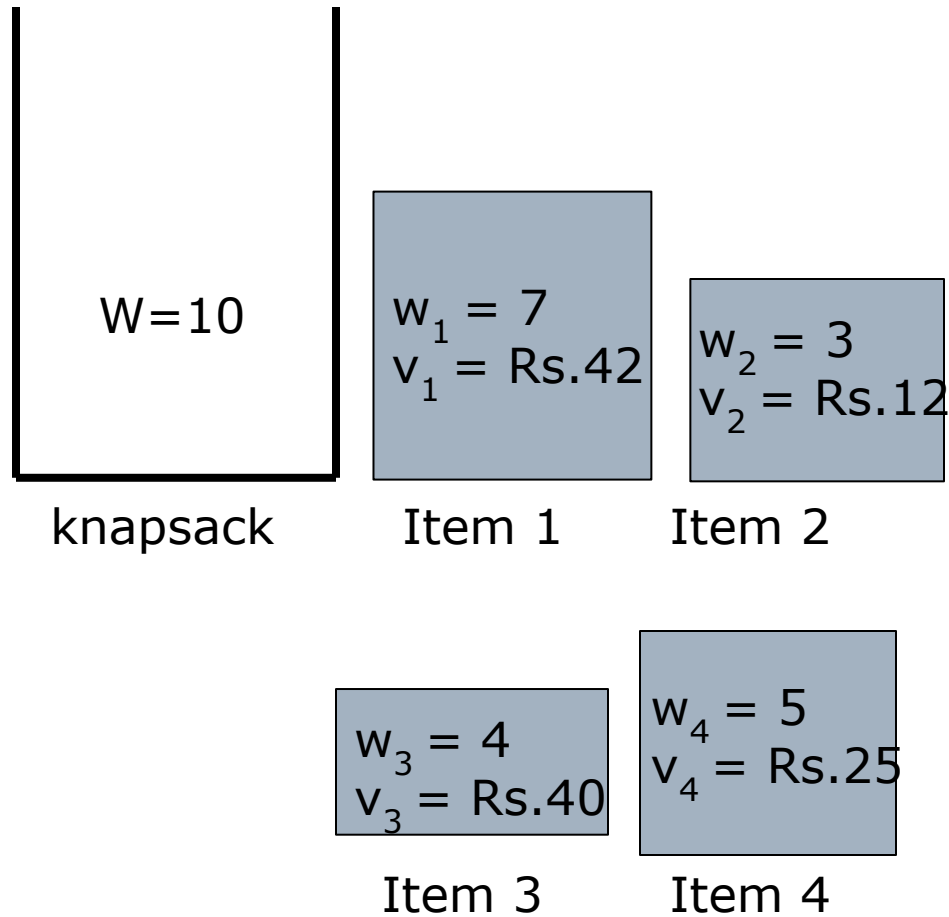 W=10
w₁ = 7
v₁ = Rs.42
w₂ = 3
v₂ = Rs.12
knapsack
Item 1
Item 2
w₃ = 4
v₃ = Rs.40
w₄ = 5
v₄ = Rs.25
Item 3
Item 4